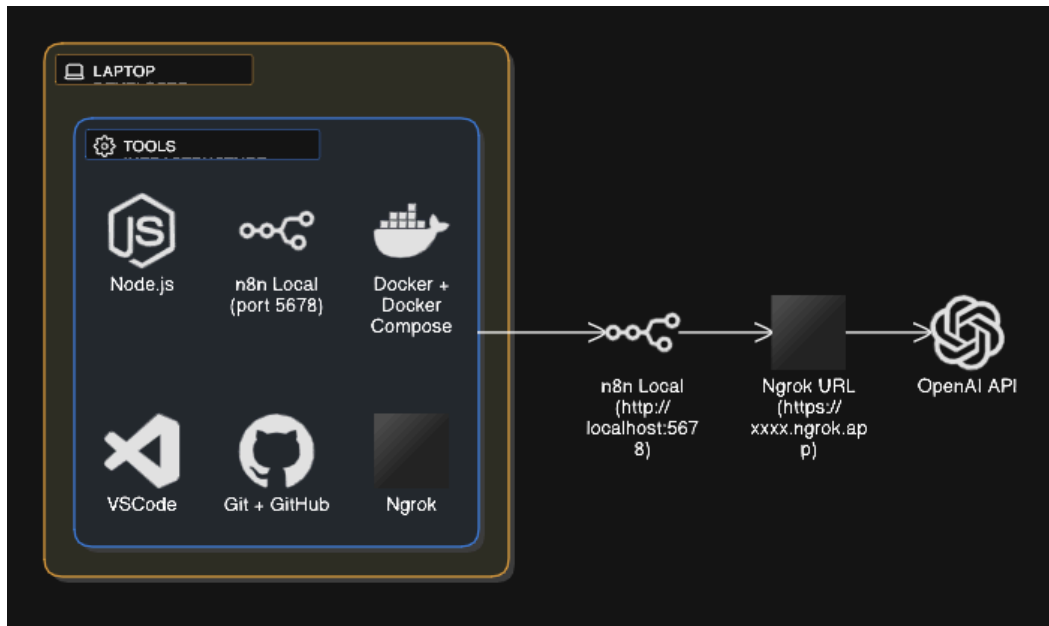 LAPTOP
TOOLS
JS
Node.js
n8n Local
(port 5678)
Docker +
Docker
Compose
VSCode
Git + GitHub
Ngrok
n8n Local
(http://
localhost:567
8)
Ngrok URL
(https://
xxxx.ngrok.ap
p)
OpenAI API